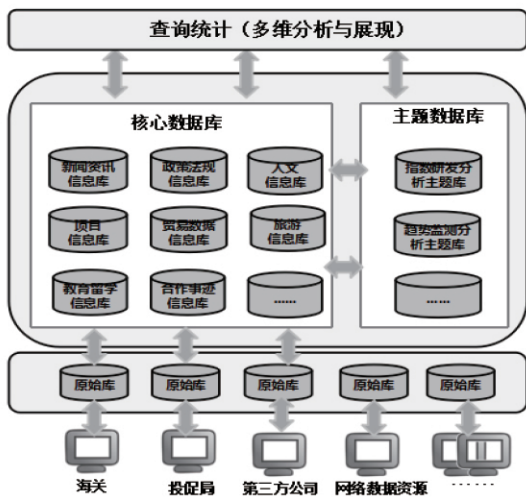 查询统计（多维分析与展现）
核心数据库
主题数据库
新闻资讯
信息库
政策法规
信息库
人文
信息库
指数研发分
析主题库
项目
信息库
贸易数据
信息库
旅游
信息库
趋势监测分
析主题库
教育留学
信息库
合作事迹
信息库
……
……
原始库
原始库
原始库
原始库
原始库
海关
投促局
第三方公司
网络数据资源
……